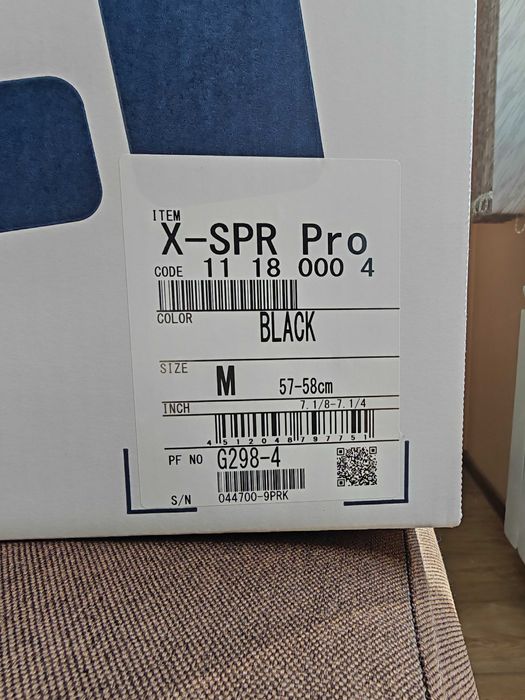 ITEM
X-SPR Pro
CODE 11 18 000 4
COLOR BLACK
SIZE M 57-58cm
INCH 7.1/8-7.1/4
4512048797751
PF NO G298-4
S/N 044700-9PRK